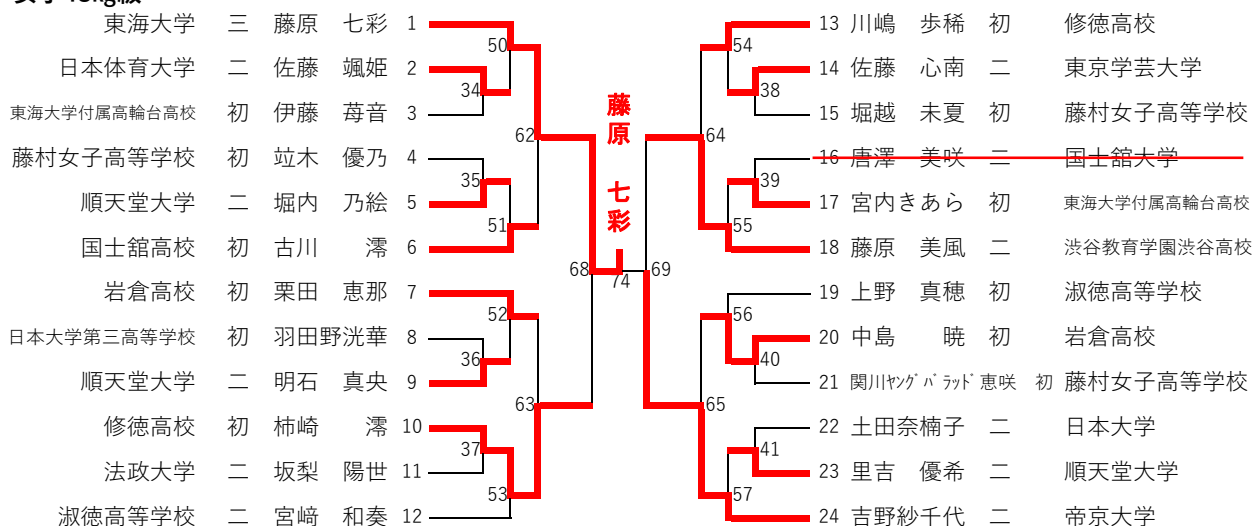 東海大学 三 藤原 七彩 1
日本体育大学 二 佐藤 颯姫 2
東海大学付属高輪台高校 初 伊藤 苺音 3
藤村女子高等学校 初 竝木 優乃 4
順天堂大学 二 堀内 乃絵 5
国士舘高校 初 古川 澪 6
岩倉高校 初 栗田 恵那 7
日本大学第三高等学校 初 羽田野洸華 8
順天堂大学 二 明石 真央 9
修徳高校 初 柿崎 澪 10
法政大学 二 坂梨 陽世 11
淑徳高等学校 二 宮﨑 和奏 12
50
34
62
35
51
68
52
36
63
37
53
藤原 七彩
74
54
38
64
39
55
69
56
40
65
41
57
13 川嶋 歩稀 初 修徳高校
14 佐藤 心南 二 東京学芸大学
15 堀越 未夏 初 藤村女子高等学校
16 唐澤 美咲 二 国士舘大学
17 宮内きあら 初 東海大学付属高輪台高校
18 藤原 美風 二 渋谷教育学園渋谷高校
19 上野 真穂 初 淑徳高等学校
20 中島 暁 初 岩倉高校
21 関川ﾔﾝｸﾞﾊﾞﾗｯﾄﾞ恵咲 初 藤村女子高等学校
22 土田奈楠子 二 日本大学
23 里吉 優希 二 順天堂大学
24 吉野紗千代 二 帝京大学